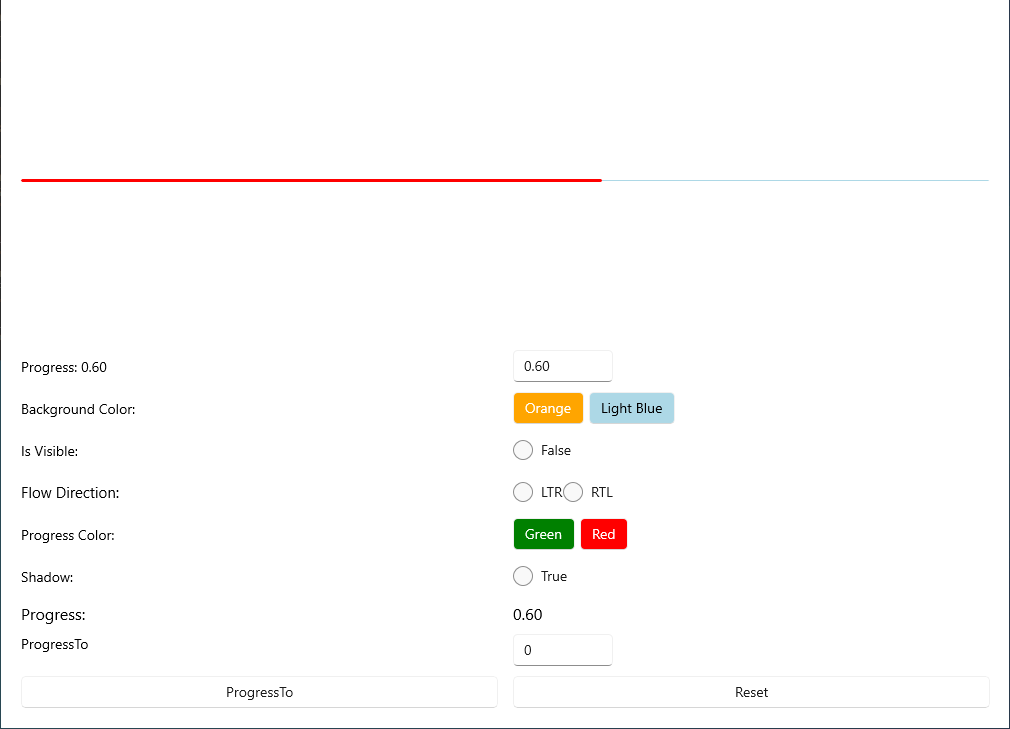 Progress: 0.60 0.60
Background Color: Orange Light Blue
Is Visible: False
Flow Direction: LTR RTL
Progress Color: Green Red
Shadow: True
Progress: 0.60
ProgressTo 0
ProgressTo Reset